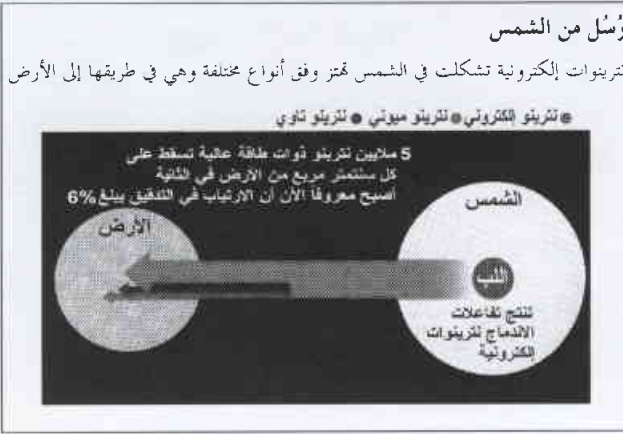 رُسُل من الشمس
نترينوات إلكترونية تشكلت في الشمس تهتز وفق أنواع مختلفة وهي في طريقها إلى الأرض
نترينو إلكتروني نترينو ميوني نترينو تاوي
5 ملايين نترينو ذوات طاقة عالية تسقط على
كل سنتمتر مربع من الأرض في الثانية
أصبح معروفا الآن أن الارتياب في التدفق يبلغ 6%
الشمس
الأرض
اللب
تنتج تفاعلات
الاندماج نترينوات
إلكترونية